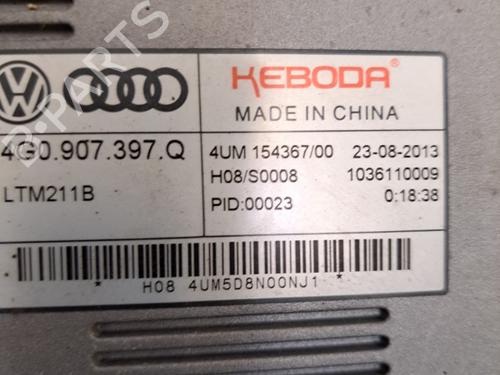 KEBODA
MADE IN CHINA
4G0.907.397.Q
LTM211B
4UM 154367/00 23-08-2013
H08/S0008 1036110009
PID:00023 0:18:38
* H08 4UM5D8N00NJ1 *